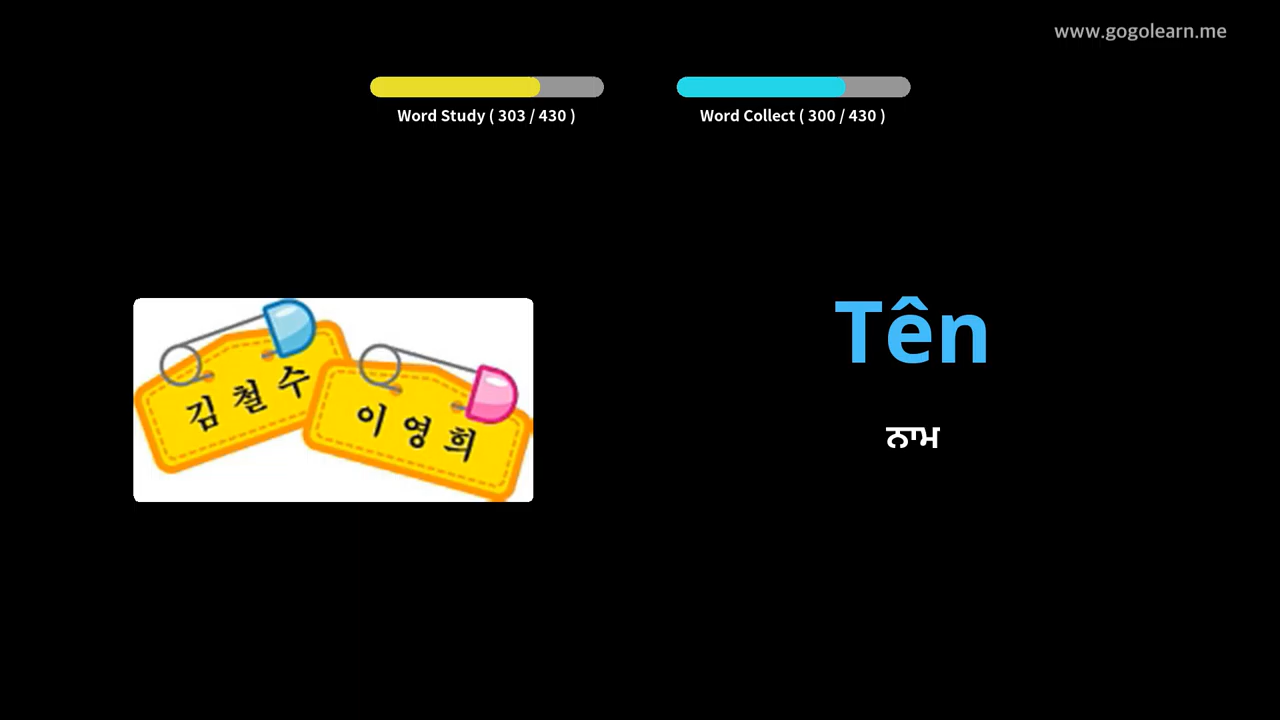 www.gogolearn.me
Word Study ( 303 / 430 )
Word Collect ( 300 / 430 )
김철수
이영희
Tên
ਨਾਮ